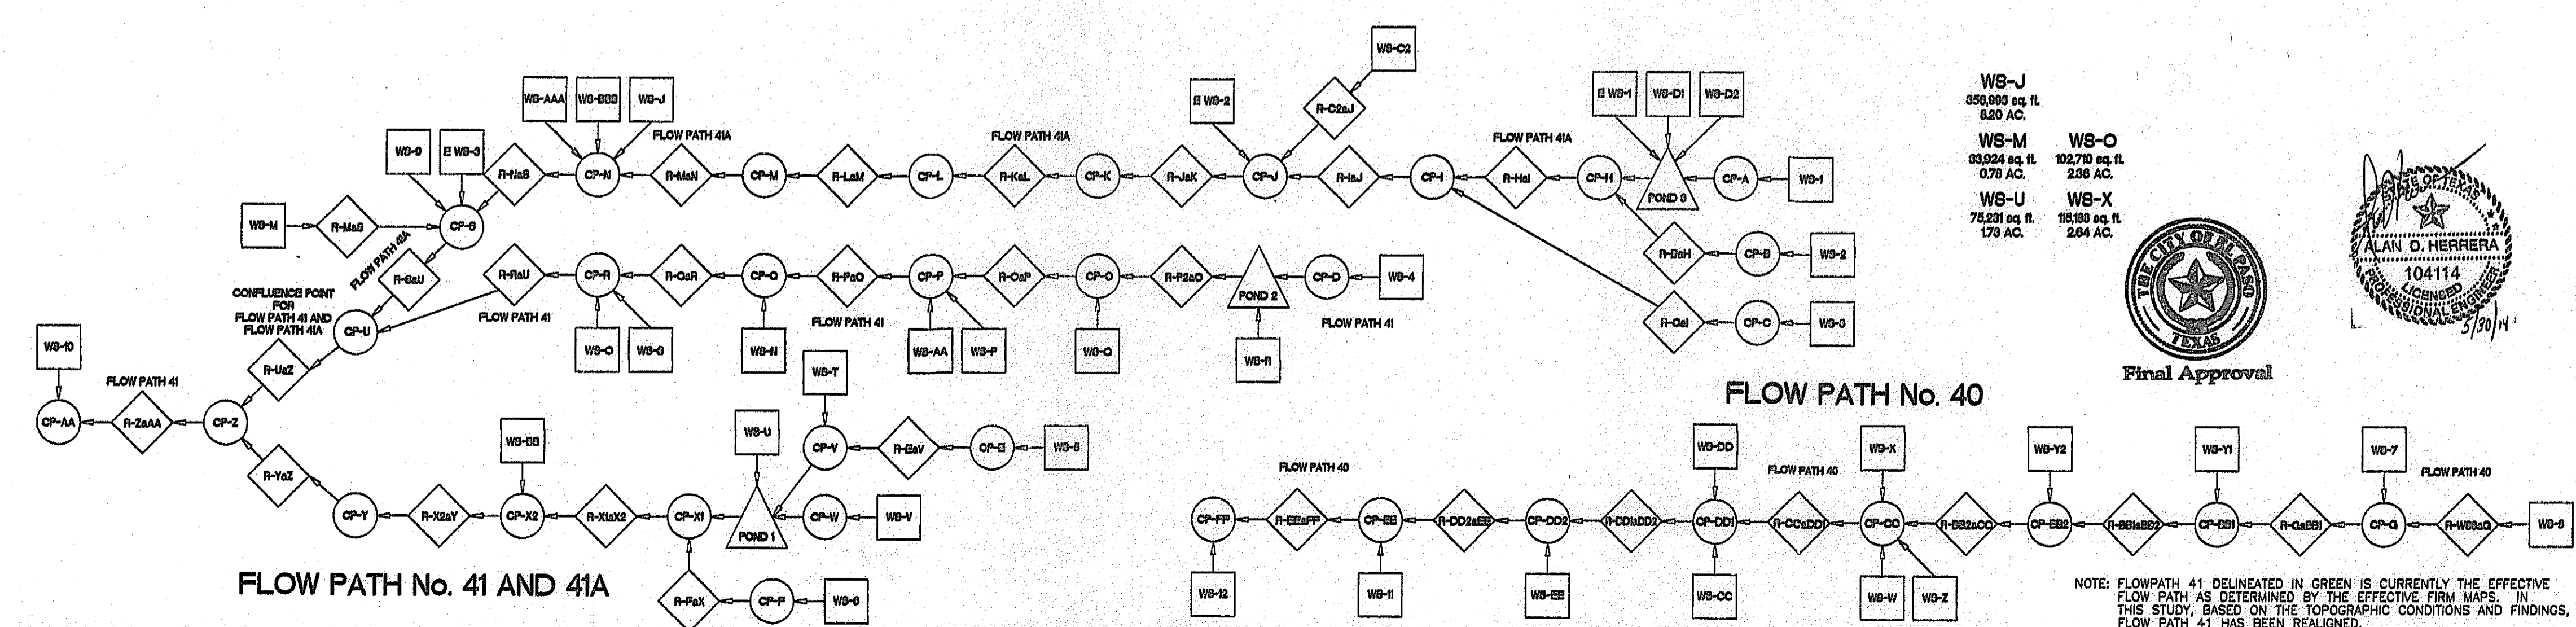 WS-C2
WS-AAA WS-BBB WS-J
E WS-2
R-C2aJ
E WS-1 WS-D1 WS-D2
WS-J
356,998 sq. ft.
8.20 AC.
WS-M WS-O
33,924 sq. ft. 102,710 sq. ft.
0.78 AC. 2.36 AC.
WS-U WS-X
75,231 sq. ft. 115,188 sq. ft.
1.73 AC. 2.64 AC.
FLOW PATH 41A
FLOW PATH 41A
FLOW PATH 41A
WS-9 E WS-3
R-NaS CP-N R-MaN CP-M R-LaM CP-L R-KaL CP-K R-JaK CP-J R-IaJ CP-I R-HaI CP-H POND 3 CP-A WS-1
WS-M R-MaS CP-S
FLOW PATH 41A
R-SaU
R-BaH CP-B WS-2
R-RaU CP-R R-QaR CP-Q R-PaQ CP-P R-OaP CP-O R-P2aO POND 2 CP-D WS-4
CONFLUENCE POINT
FOR
FLOW PATH 41 AND
FLOW PATH 41A
FLOW PATH 41
FLOW PATH 41
FLOW PATH 41
CP-U
R-CaI CP-C WS-3
WS-10
WS-O WS-S WS-N WS-AA WS-P WS-Q WS-R
R-UaZ
WS-T
FLOW PATH 41
CP-AA R-ZaAA CP-Z
FLOW PATH No. 40
STATE OF TEXAS
ALAN D. HERRERA
104114
LICENSED
PROFESSIONAL ENGINEER
5/30/14
THE CITY OF EL PASO
TEXAS
Final Approval
WS-BB WS-U
CP-V R-EaV CP-E WS-5
R-YaZ
CP-Y R-X2aY CP-X2 R-X1aX2 CP-X1 POND 1 CP-W WS-V
FLOW PATH No. 41 AND 41A
R-FaX CP-F WS-6
WS-DD WS-X WS-Y2 WS-Y1 WS-7
FLOW PATH 40
FLOW PATH 40
FLOW PATH 40
CP-FF R-EEaFF CP-EE R-DD2aEE CP-DD2 R-DD1aDD2 CP-DD1 R-CCaDD1 CP-CC R-BB2aCC CP-BB2 R-BB1aBB2 CP-BB1 R-GaBB1 CP-G R-WS8aG WS-8
WS-12 WS-11 WS-EE WS-CC WS-W WS-Z
NOTE: FLOWPATH 41 DELINEATED IN GREEN IS CURRENTLY THE EFFECTIVE
FLOW PATH AS DETERMINED BY THE EFFECTIVE FIRM MAPS. IN
THIS STUDY, BASED ON THE TOPOGRAPHIC CONDITIONS AND FINDINGS,
FLOW PATH 41 HAS BEEN REALIGNED.